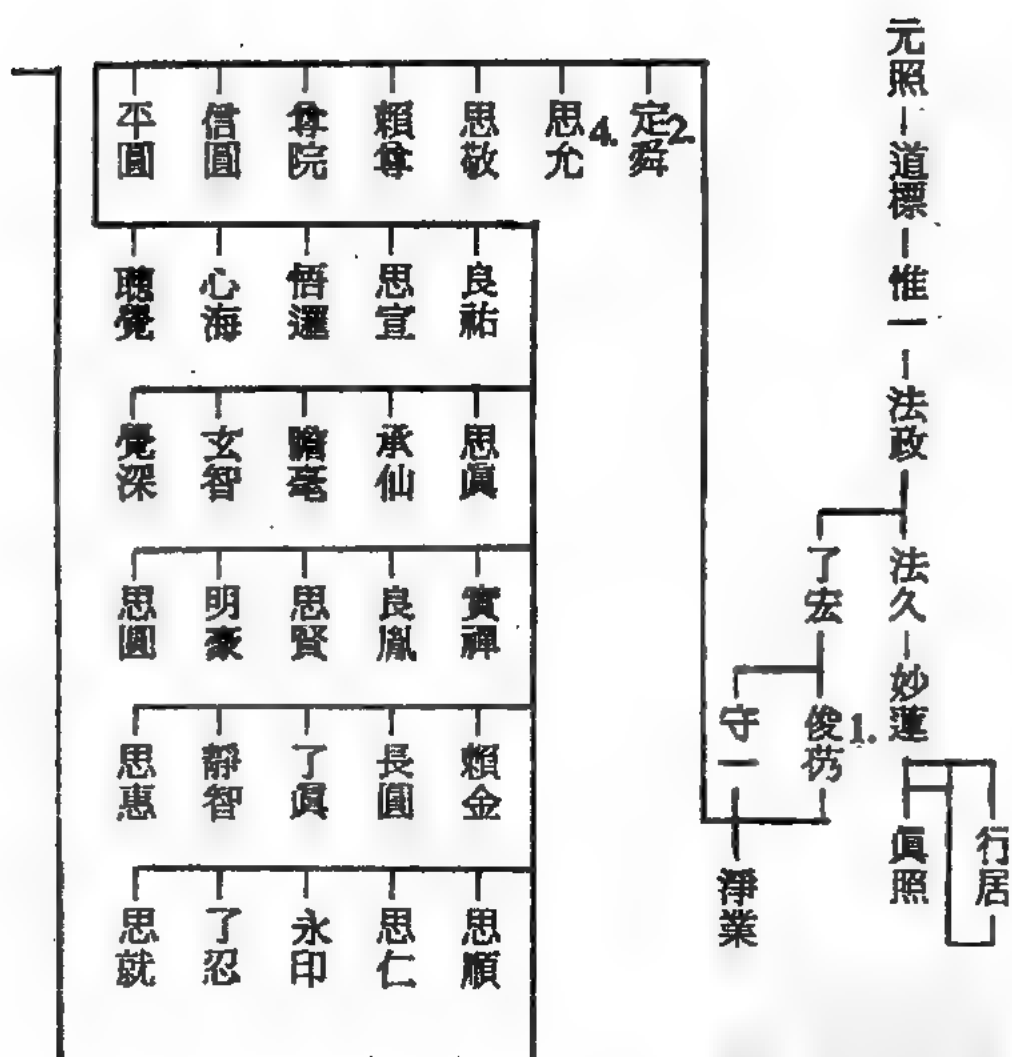 元照
道標
惟一
法政
法久
妙蓮
行居
眞照
了宏
俊芿 1.
守一
淨業
定舜 2.
思允 4.
思敬
賴尊
尊院
信圓
平圓
良祐
思宣
悟暹
心海
聴覺
思眞
承仙
瞻毫
玄智
覺深
實禪
良胤
思賢
明豪
思圓
賴金
長圓
了眞
靜智
思惠
思順
思仁
永印
了忍
思就